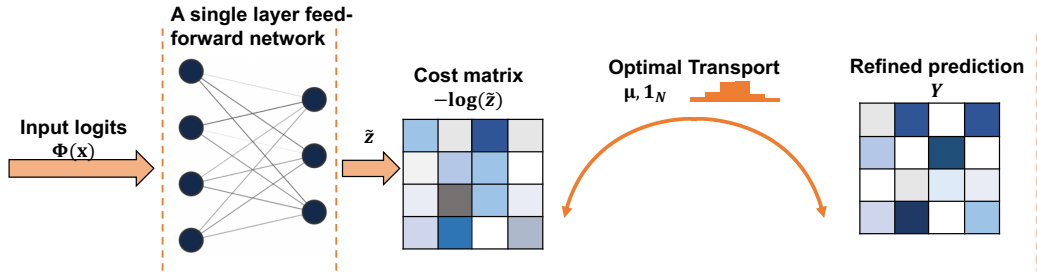 A single layer feed-
forward network
Input logits
Φ(x)
z̃
Cost matrix
−log(z̃)
Optimal Transport
μ, 1_N
Refined prediction
Y